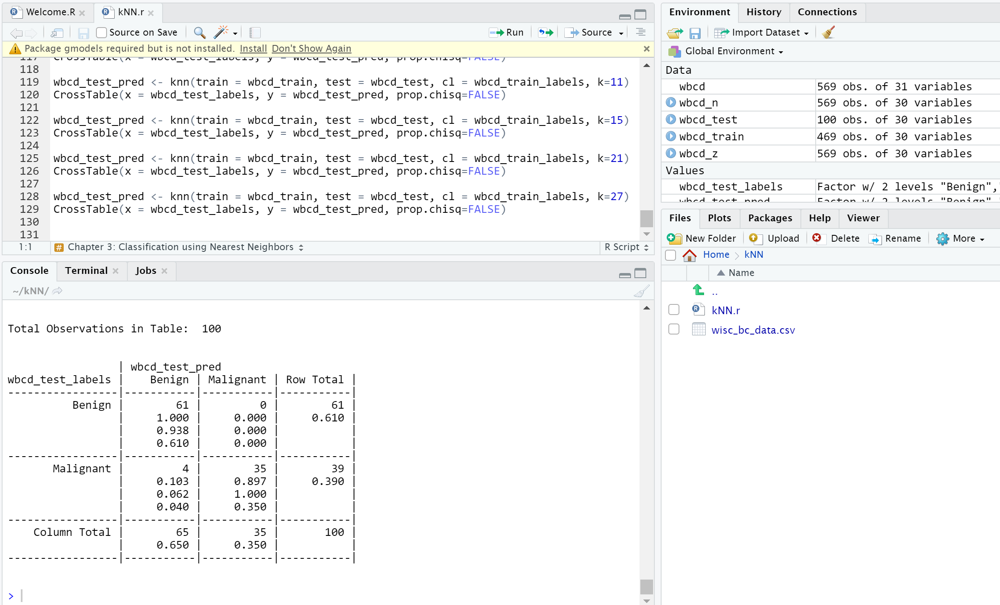 Welcome.R
kNN.r
Source on Save
Run
Source
Package gmodels required but is not installed. Install Don't Show Again
117 CrossTable(x = wbcd_test_labels, y = wbcd_test_pred, prop.chisq=FALSE)
118
119 wbcd_test_pred <- knn(train = wbcd_train, test = wbcd_test, cl = wbcd_train_labels, k=11)
120 CrossTable(x = wbcd_test_labels, y = wbcd_test_pred, prop.chisq=FALSE)
121
122 wbcd_test_pred <- knn(train = wbcd_train, test = wbcd_test, cl = wbcd_train_labels, k=15)
123 CrossTable(x = wbcd_test_labels, y = wbcd_test_pred, prop.chisq=FALSE)
124
125 wbcd_test_pred <- knn(train = wbcd_train, test = wbcd_test, cl = wbcd_train_labels, k=21)
126 CrossTable(x = wbcd_test_labels, y = wbcd_test_pred, prop.chisq=FALSE)
127
128 wbcd_test_pred <- knn(train = wbcd_train, test = wbcd_test, cl = wbcd_train_labels, k=27)
129 CrossTable(x = wbcd_test_labels, y = wbcd_test_pred, prop.chisq=FALSE)
130
131
1:1 # Chapter 3: Classification using Nearest Neighbors R Script
Console Terminal Jobs
~/kNN/
Total Observations in Table:  100
                 | wbcd_test_pred
wbcd_test_labels |    Benign | Malignant | Row Total |
-----------------|-----------|-----------|-----------|
          Benign |        61 |         0 |        61 |
                 |     1.000 |     0.000 |     0.610 |
                 |     0.938 |     0.000 |           |
                 |     0.610 |     0.000 |           |
-----------------|-----------|-----------|-----------|
       Malignant |         4 |        35 |        39 |
                 |     0.103 |     0.897 |     0.390 |
                 |     0.062 |     1.000 |           |
                 |     0.040 |     0.350 |           |
-----------------|-----------|-----------|-----------|
    Column Total |        65 |        35 |       100 |
                 |     0.650 |     0.350 |           |
-----------------|-----------|-----------|-----------|
>
Environment History Connections
Import Dataset
Global Environment
Data
wbcd 569 obs. of 31 variables
wbcd_n 569 obs. of 30 variables
wbcd_test 100 obs. of 30 variables
wbcd_train 469 obs. of 30 variables
wbcd_z 569 obs. of 30 variables
Values
wbcd_test_labels Factor w/ 2 levels "Benign",
wbcd_test_pred Factor w/ 2 levels "Benign"
Files Plots Packages Help Viewer
New Folder Upload Delete Rename More
Home kNN
Name
..
kNN.r
wisc_bc_data.csv